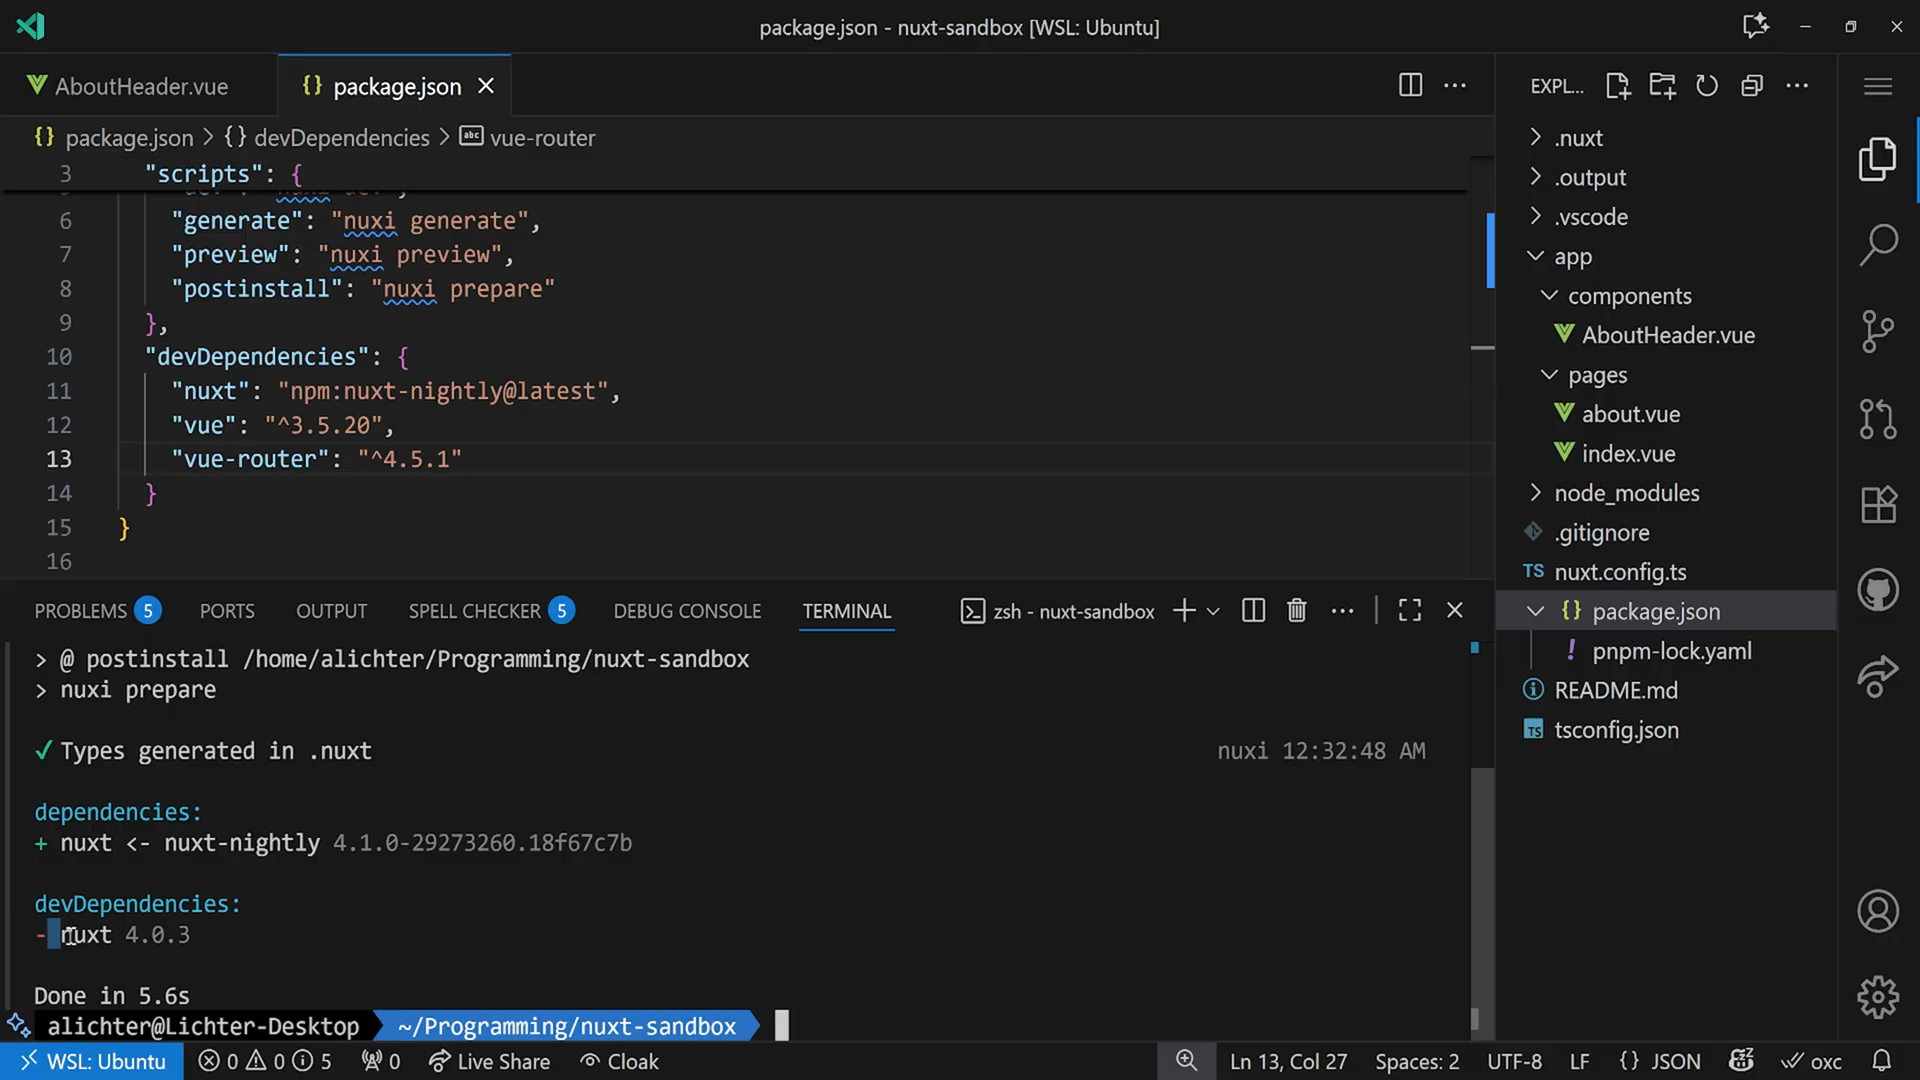 package.json - nuxt-sandbox [WSL: Ubuntu]
AboutHeader.vue
{} package.json
{} package.json > {} devDependencies > abc vue-router
3 "scripts": {
6 "generate": "nuxi generate",
7 "preview": "nuxi preview",
8 "postinstall": "nuxi prepare"
9 },
10 "devDependencies": {
11 "nuxt": "npm:nuxt-nightly@latest",
12 "vue": "^3.5.20",
13 "vue-router": "^4.5.1"
14 }
15 }
16
PROBLEMS 5 PORTS OUTPUT SPELL CHECKER 5 DEBUG CONSOLE TERMINAL zsh - nuxt-sandbox
> @ postinstall /home/alichter/Programming/nuxt-sandbox
> nuxi prepare
✓ Types generated in .nuxt nuxi 12:32:48 AM
dependencies:
+ nuxt <- nuxt-nightly 4.1.0-29273260.18f67c7b
devDependencies:
- nuxt 4.0.3
Done in 5.6s
alichter@Lichter-Desktop ~/Programming/nuxt-sandbox
EXPL...
.nuxt
.output
.vscode
app
components
AboutHeader.vue
pages
about.vue
index.vue
node_modules
.gitignore
TS nuxt.config.ts
{} package.json
! pnpm-lock.yaml
README.md
TS tsconfig.json
WSL: Ubuntu 0 0 5 0 Live Share Cloak Ln 13, Col 27 Spaces: 2 UTF-8 LF {} JSON oxc